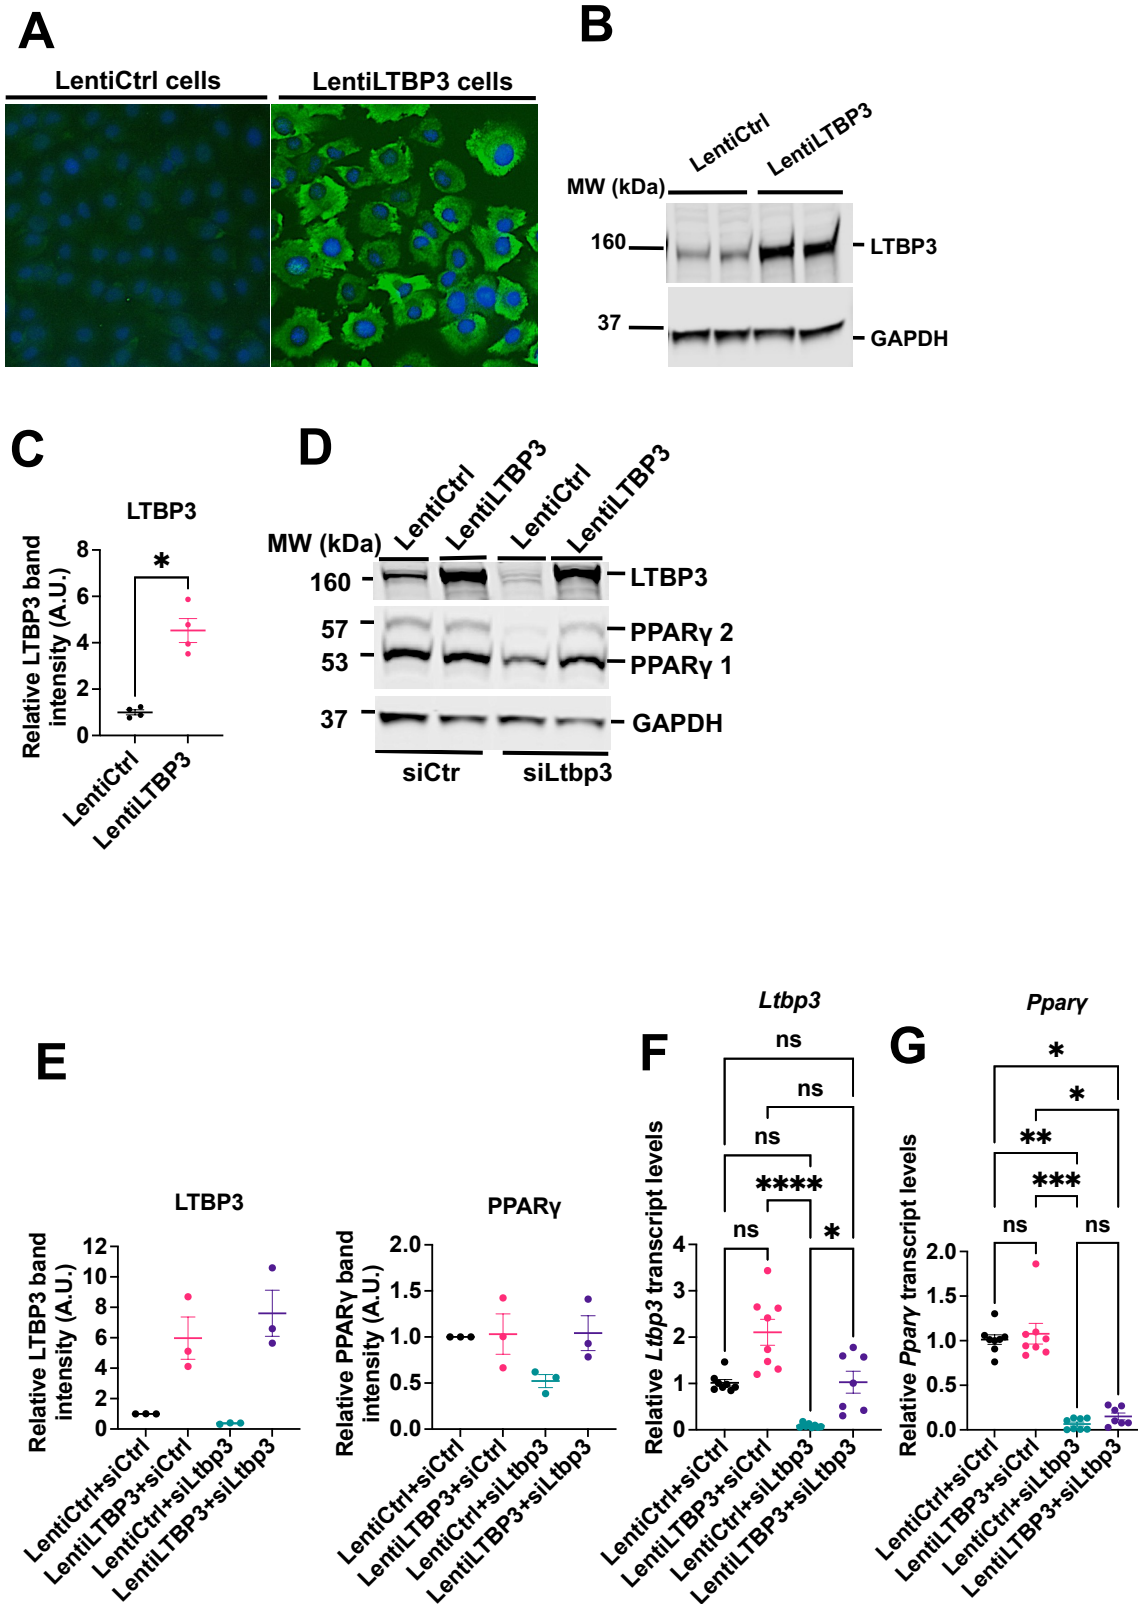 A
LentiCtrl cells
LentiLTBP3 cells
B
LentiCtrl
LentiLTBP3
MW (kDa)
160
LTBP3
37
GAPDH
C
LTBP3
Relative LTBP3 band
intensity (A.U.)
8
6
4
2
0
*
LentiCtrl
LentiLTBP3
D
LentiCtrl
LentiLTBP3
LentiCtrl
LentiLTBP3
MW (kDa)
160
LTBP3
57
PPARγ 2
53
PPARγ 1
37
GAPDH
siCtr
siLtbp3
E
LTBP3
Relative LTBP3 band
intensity (A.U.)
12
10
8
6
4
2
0
LentiCtrl+siCtrl
LentiLTBP3+siCtrl
LentiCtrl+siLtbp3
LentiLTBP3+siLtbp3
PPARγ
Relative PPARγ band
intensity (A.U.)
2.0
1.5
1.0
0.5
0.0
LentiCtrl+siCtrl
LentiLTBP3+siCtrl
LentiCtrl+siLtbp3
LentiLTBP3+siLtbp3
F
Ltbp3
Relative Ltbp3 transcript levels
ns
ns
ns
****
ns
*
4
3
2
1
0
LentiCtrl+siCtrl
LentiLTBP3+siCtrl
LentiCtrl+siLtbp3
LentiLTBP3+siLtbp3
G
Pparγ
Relative Pparγ transcript levels
*
*
**
***
ns
ns
2.0
1.5
1.0
0.5
0.0
LentiCtrl+siCtrl
LentiLTBP3+siCtrl
LentiCtrl+siLtbp3
LentiLTBP3+siLtbp3